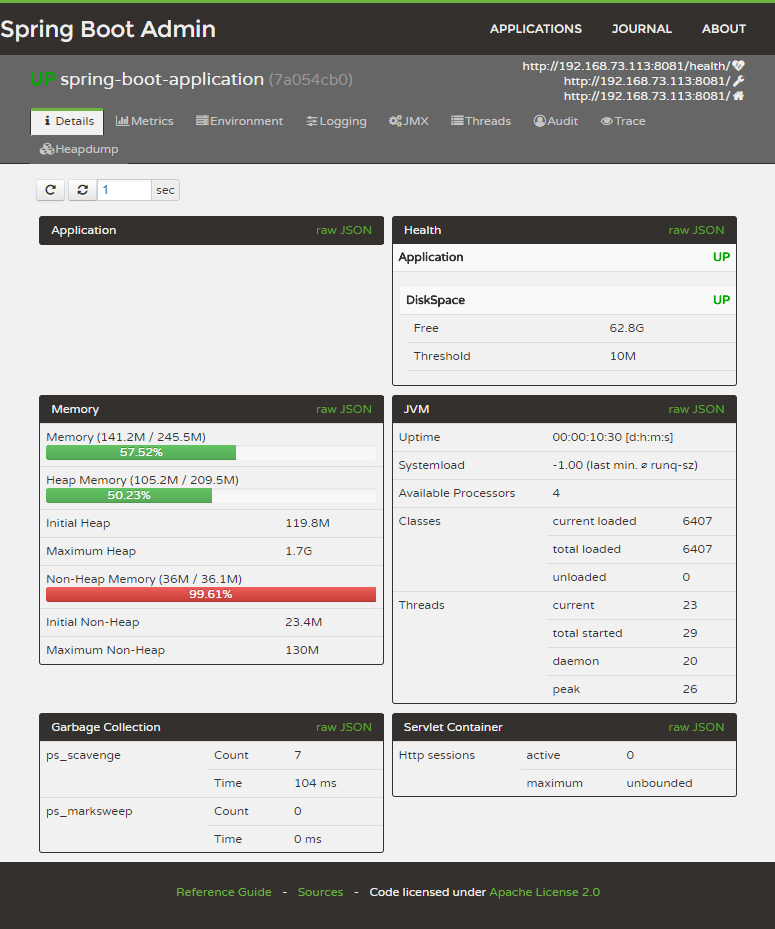 Spring Boot Admin
APPLICATIONS JOURNAL ABOUT
UP spring-boot-application (7a054cb0)
http://192.168.73.113:8081/health/
http://192.168.73.113:8081/
http://192.168.73.113:8081/
Details Metrics Environment Logging JMX Threads Audit Trace
Heapdump
1 sec
Application raw JSON
Health raw JSON
Application UP
DiskSpace UP
Free 62.8G
Threshold 10M
Memory raw JSON
Memory (141.2M / 245.5M)
57.52%
Heap Memory (105.2M / 209.5M)
50.23%
Initial Heap 119.8M
Maximum Heap 1.7G
Non-Heap Memory (36M / 36.1M)
99.61%
Initial Non-Heap 23.4M
Maximum Non-Heap 130M
JVM raw JSON
Uptime 00:00:10:30 [d:h:m:s]
Systemload -1.00 (last min. ⌀ runq-sz)
Available Processors 4
Classes current loaded 6407
total loaded 6407
unloaded 0
Threads current 23
total started 29
daemon 20
peak 26
Garbage Collection raw JSON
ps_scavenge Count 7
Time 104 ms
ps_marksweep Count 0
Time 0 ms
Servlet Container raw JSON
Http sessions active 0
maximum unbounded
Reference Guide - Sources - Code licensed under Apache License 2.0